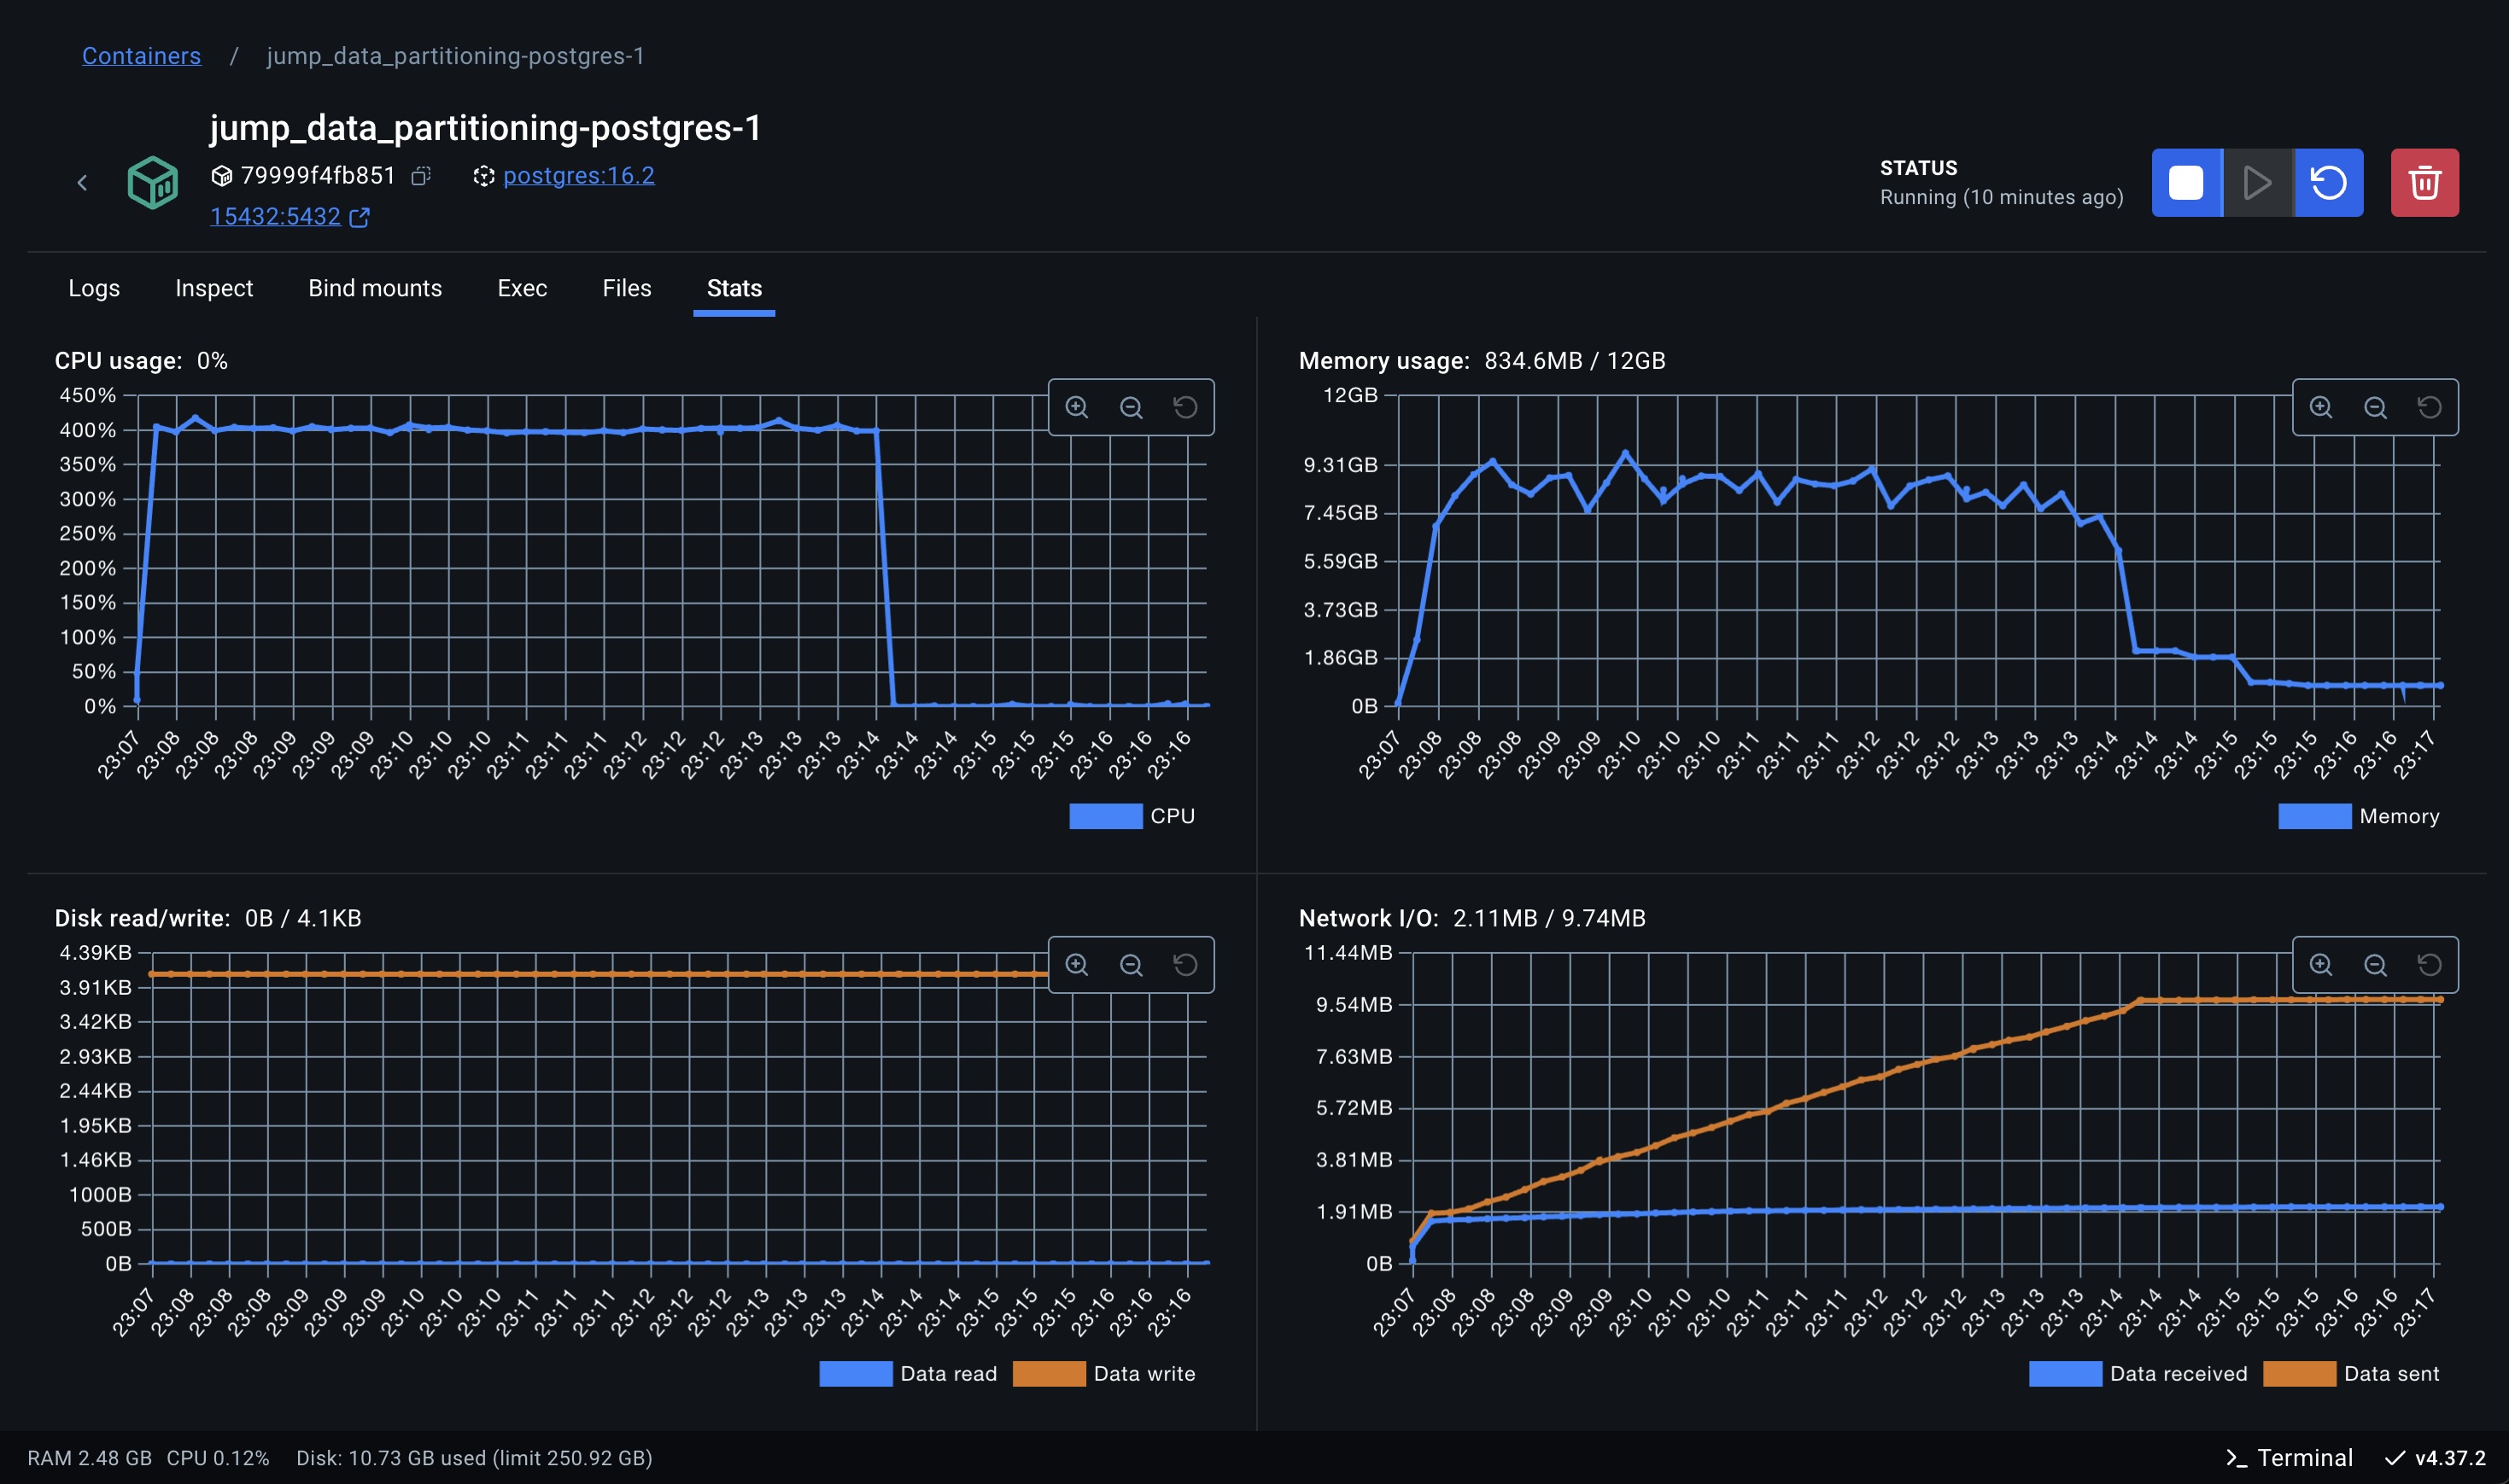 Containers / jump_data_partitioning-postgres-1
jump_data_partitioning-postgres-1
79999f4fb851 postgres:16.2
15432:5432
STATUS
Running (10 minutes ago)
Logs Inspect Bind mounts Exec Files Stats
CPU usage: 0%
450%
400%
350%
300%
250%
200%
150%
100%
50%
0%
23:07 23:08 23:08 23:08 23:09 23:09 23:09 23:10 23:10 23:10 23:11 23:11 23:11 23:12 23:12 23:12 23:13 23:13 23:13 23:14 23:14 23:14 23:15 23:15 23:15 23:16 23:16 23:16
CPU
Memory usage: 834.6MB / 12GB
12GB
9.31GB
7.45GB
5.59GB
3.73GB
1.86GB
0B
23:07 23:08 23:08 23:08 23:09 23:09 23:10 23:10 23:10 23:11 23:11 23:11 23:12 23:12 23:12 23:13 23:13 23:13 23:14 23:14 23:14 23:15 23:15 23:15 23:16 23:16 23:17
Memory
Disk read/write: 0B / 4.1KB
4.39KB
3.91KB
3.42KB
2.93KB
2.44KB
1.95KB
1.46KB
1000B
500B
0B
23:07 23:08 23:08 23:08 23:09 23:09 23:09 23:10 23:10 23:10 23:11 23:11 23:11 23:12 23:12 23:12 23:13 23:13 23:13 23:14 23:14 23:14 23:15 23:15 23:15 23:16 23:16 23:16
Data read Data write
Network I/O: 2.11MB / 9.74MB
11.44MB
9.54MB
7.63MB
5.72MB
3.81MB
1.91MB
0B
23:07 23:08 23:08 23:08 23:09 23:09 23:10 23:10 23:10 23:11 23:11 23:11 23:12 23:12 23:12 23:13 23:13 23:13 23:14 23:14 23:14 23:15 23:15 23:15 23:16 23:16 23:17
Data received Data sent
RAM 2.48 GB CPU 0.12% Disk: 10.73 GB used (limit 250.92 GB)
Terminal v4.37.2